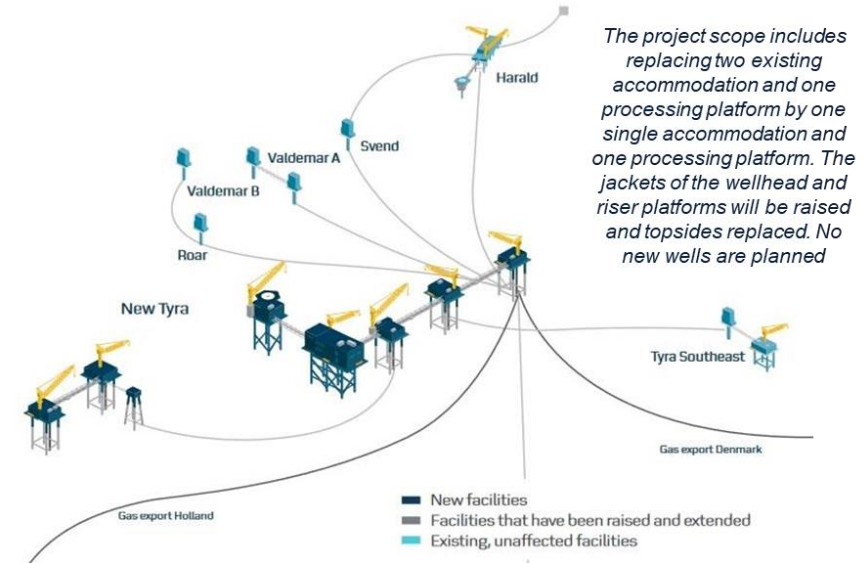 The project scope includes
replacing two existing
accommodation and one
processing platform by one
single accommodation and
one processing platform. The
jackets of the wellhead and
riser platforms will be raised
and topsides replaced. No
new wells are planned
Harald
Svend
Valdemar A
Valdemar B
Roar
New Tyra
Tyra Southeast
Gas export Denmark
Gas export Holland
New facilities
Facilities that have been raised and extended
Existing, unaffected facilities